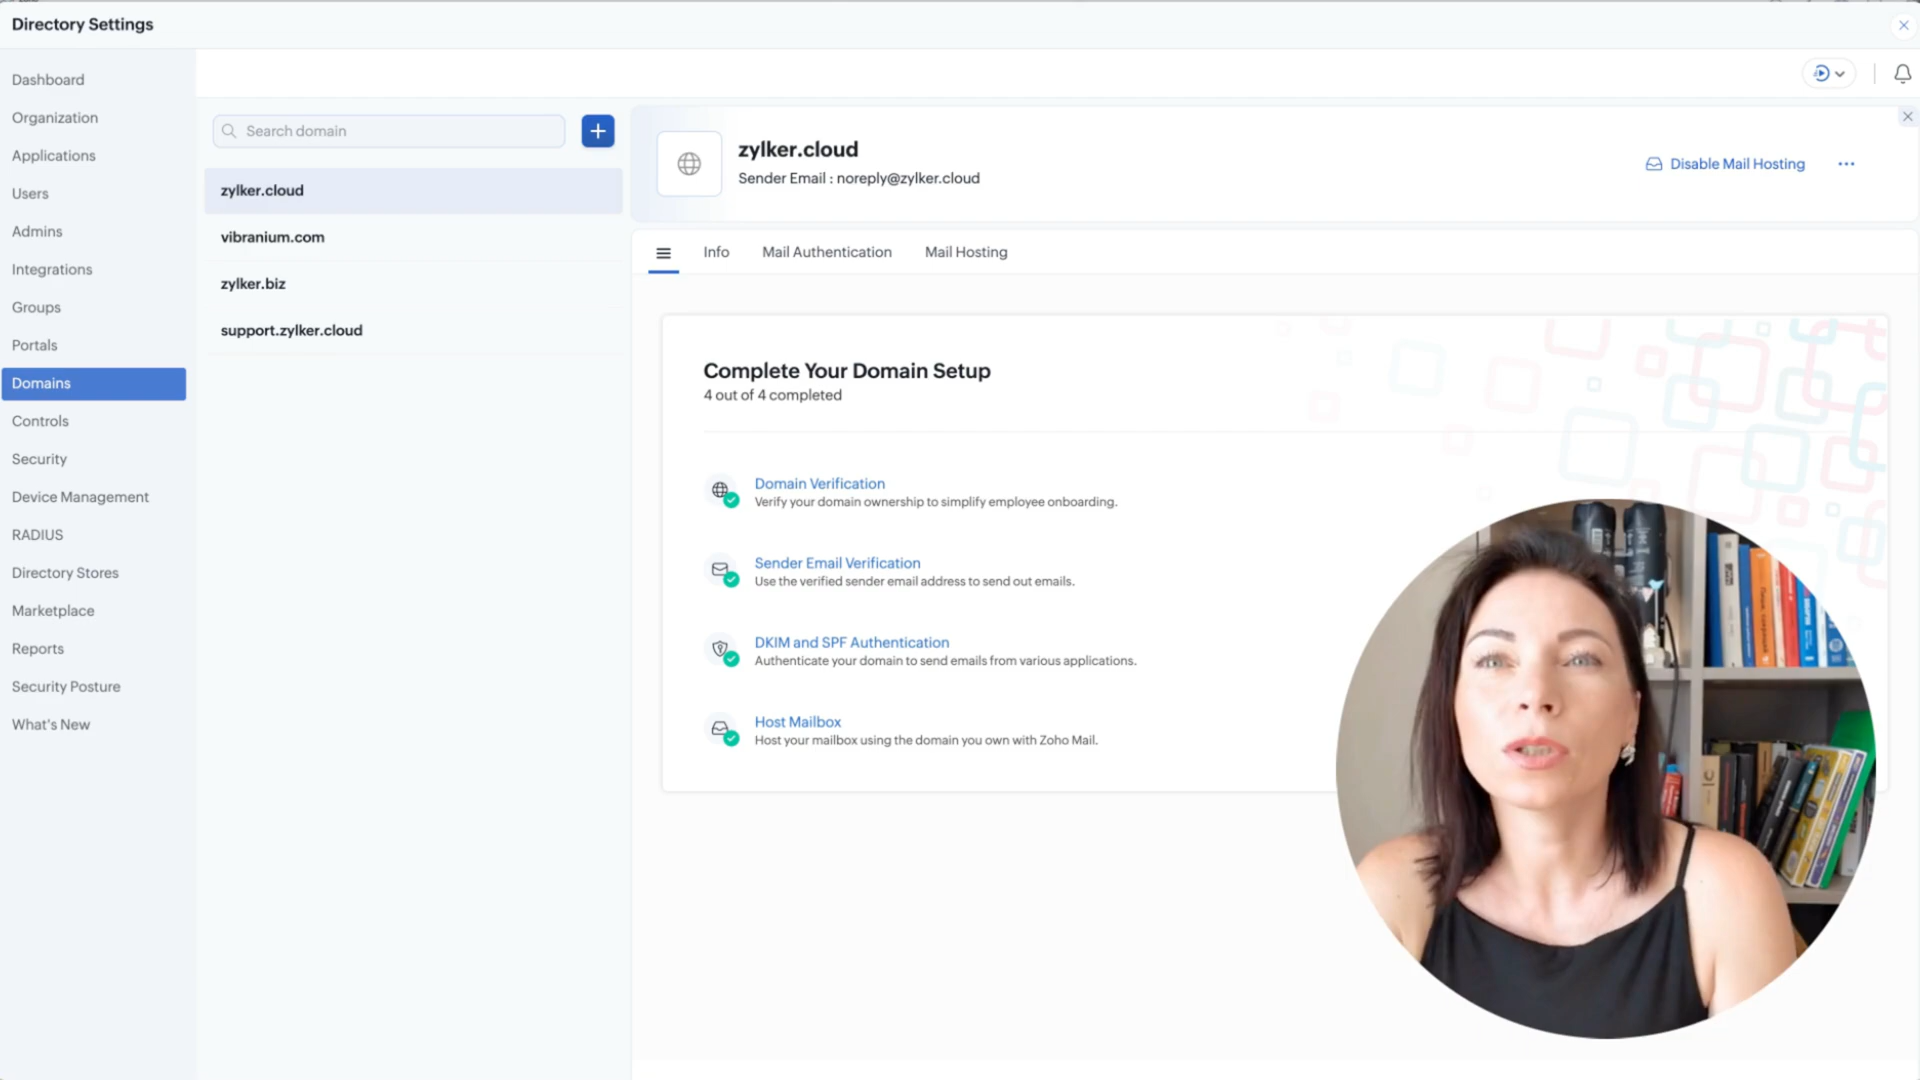 Directory Settings
Dashboard
Organization
Applications
Users
Admins
Integrations
Groups
Portals
Domains
Controls
Security
Device Management
RADIUS
Directory Stores
Marketplace
Reports
Security Posture
What's New
Search domain
zylker.cloud
vibranium.com
zylker.biz
support.zylker.cloud
zylker.cloud
Sender Email : noreply@zylker.cloud
Disable Mail Hosting
Info
Mail Authentication
Mail Hosting
Complete Your Domain Setup
4 out of 4 completed
Domain Verification
Verify your domain ownership to simplify employee onboarding.
Sender Email Verification
Use the verified sender email address to send out emails.
DKIM and SPF Authentication
Authenticate your domain to send emails from various applications.
Host Mailbox
Host your mailbox using the domain you own with Zoho Mail.